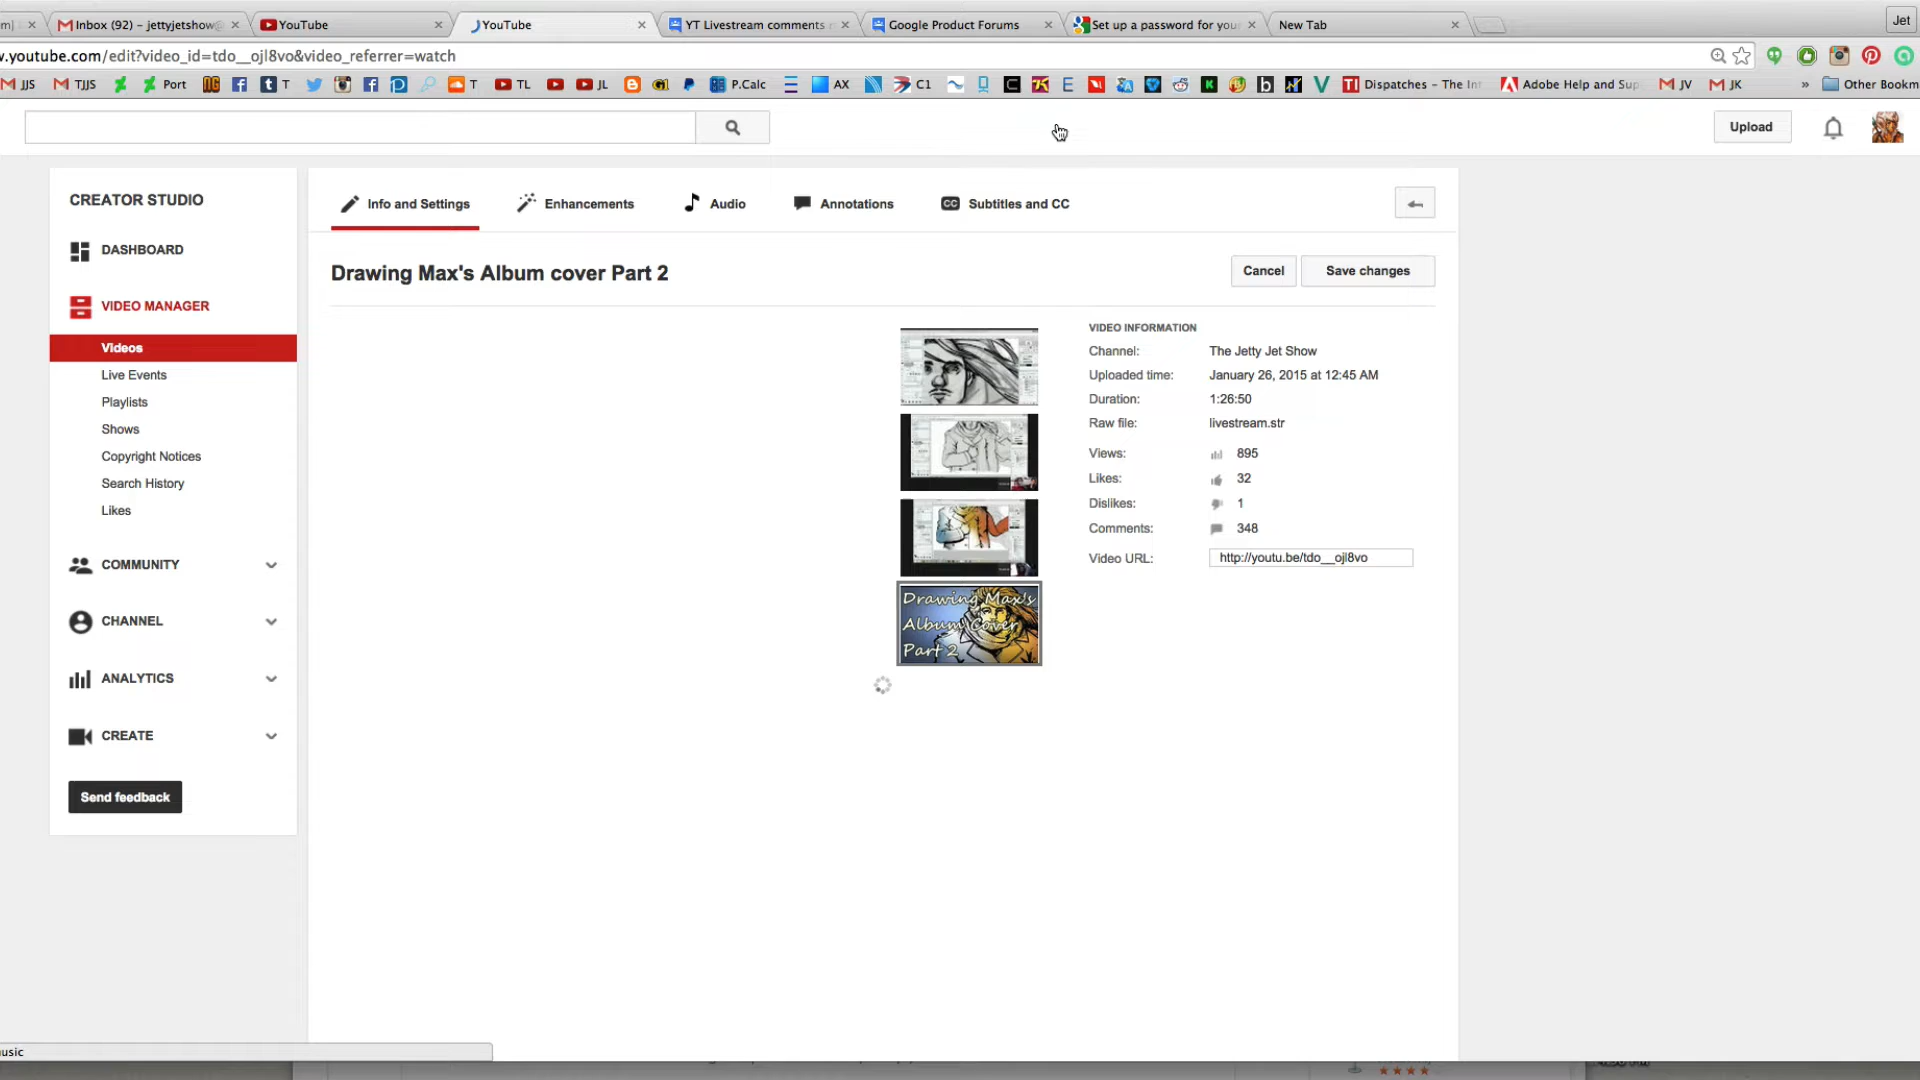 Inbox (92) – jettyjetshow@
YouTube
YouTube
YT Livestream comments
Google Product Forums
Set up a password for your
New Tab
Jet
.youtube.com/edit?video_id=tdo__ojl8vo&video_referrer=watch
JJS TJJS Port T T TL JL P.Calc AX C1 Dispatches – The Int Adobe Help and Sup JV JK » Other Bookm
Upload
CREATOR STUDIO
DASHBOARD
VIDEO MANAGER
Videos
Live Events
Playlists
Shows
Copyright Notices
Search History
Likes
COMMUNITY
CHANNEL
ANALYTICS
CREATE
Send feedback
Info and Settings
Enhancements
Audio
Annotations
CC Subtitles and CC
Drawing Max's Album cover Part 2
Cancel
Save changes
Drawing Max's
Album Cover
Part 2
VIDEO INFORMATION
Channel: The Jetty Jet Show
Uploaded time: January 26, 2015 at 12:45 AM
Duration: 1:26:50
Raw file: livestream.str
Views: 895
Likes: 32
Dislikes: 1
Comments: 348
Video URL: http://youtu.be/tdo__ojl8vo